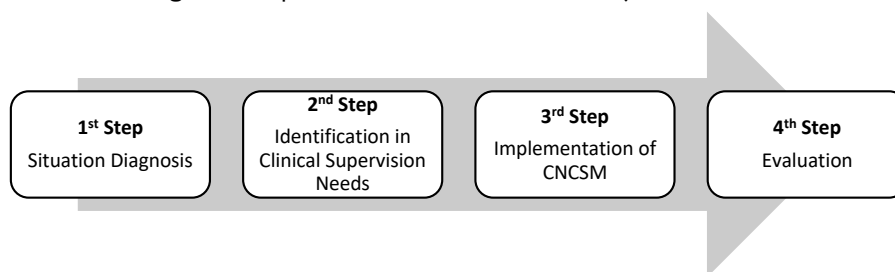 1st Step
Situation Diagnosis
2nd Step
Identification in
Clinical Supervision
Needs
3rd Step
Implementation of
CNCSM
4th Step
Evaluation